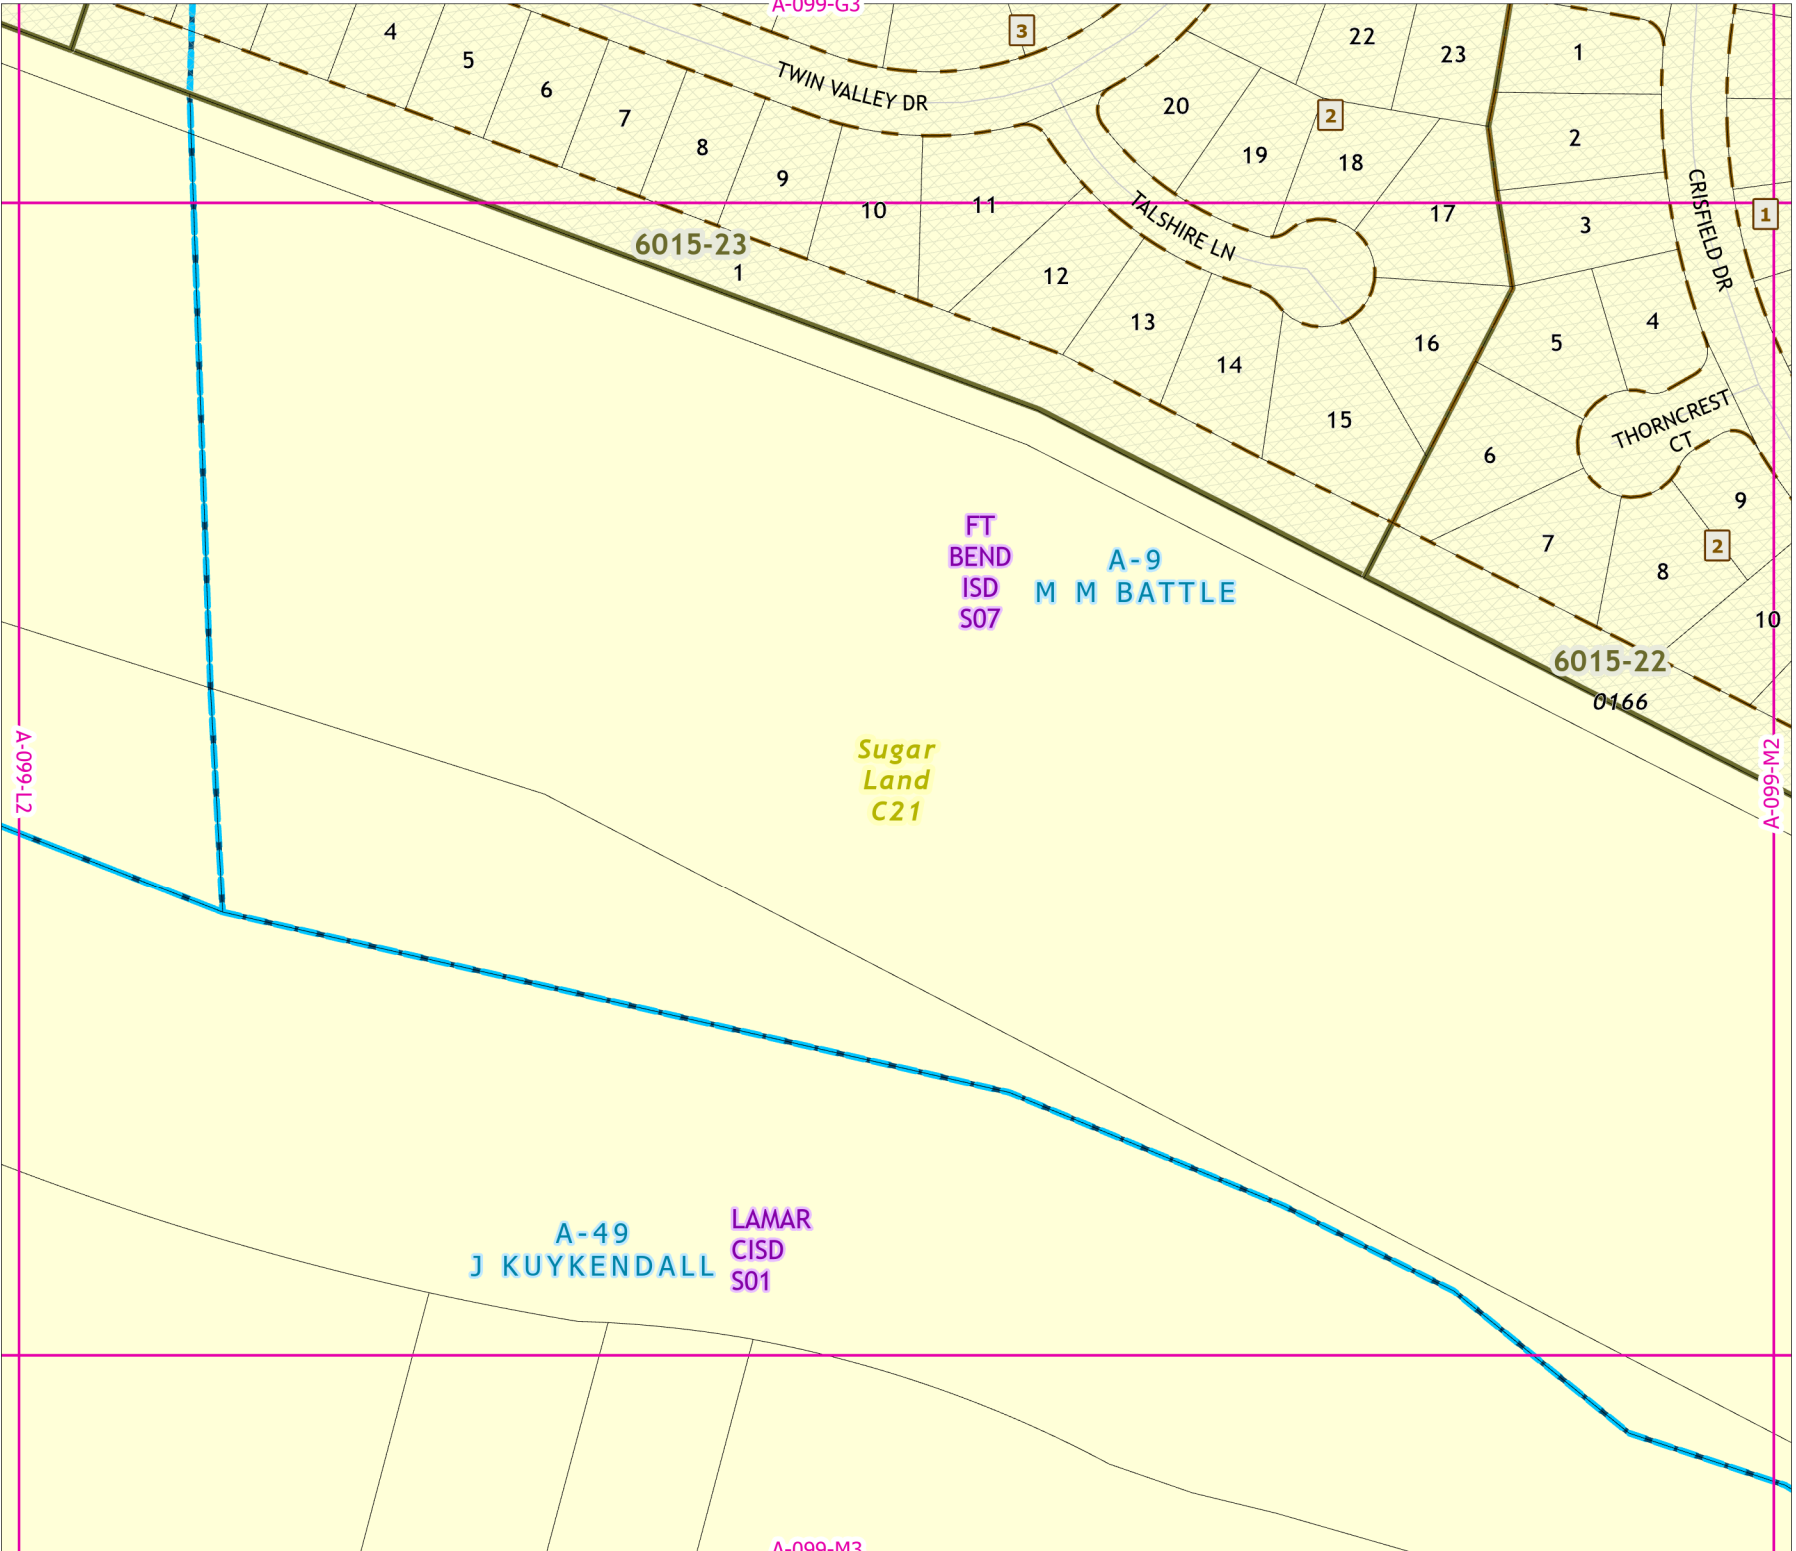 A-099-G3
3
4
5
6
7
8
9
10
11
12
13
14
15
16
17
18
19
20
22
23
2
TWIN VALLEY DR
TALSHIRE LN
CRISFIELD DR
THORNCREST
CT
1
2
3
4
5
6
7
8
9
10
1
2
6015-23
1
6015-22
0166
FT
BEND
ISD
S07
A-9
M M BATTLE
Sugar
Land
C21
A-099-L2
A-099-M2
A-49
J KUYKENDALL
LAMAR
CISD
S01
A-099-M3